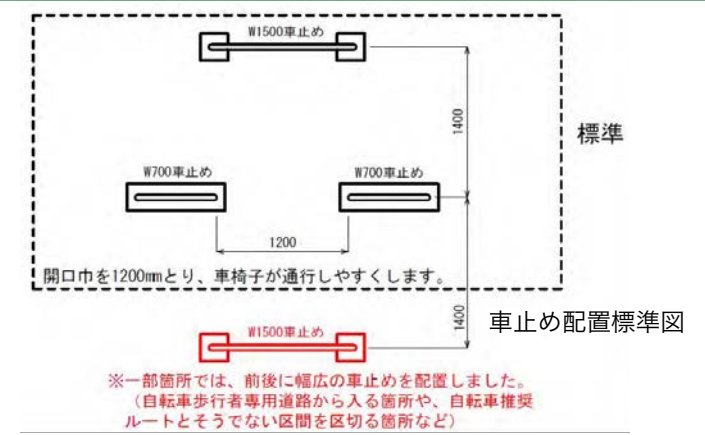 W1500車止め
1400
標準
W700車止め
W700車止め
1200
開口巾を1200㎜とり、車椅子が通行しやすくします。
1400
車止め配置標準図
W1500車止め
※一部箇所では、前後に幅広の車止めを配置しました。
（自転車歩行者専用道路から入る箇所や、自転車推奨
ルートとそうでない区間を区切る箇所など）